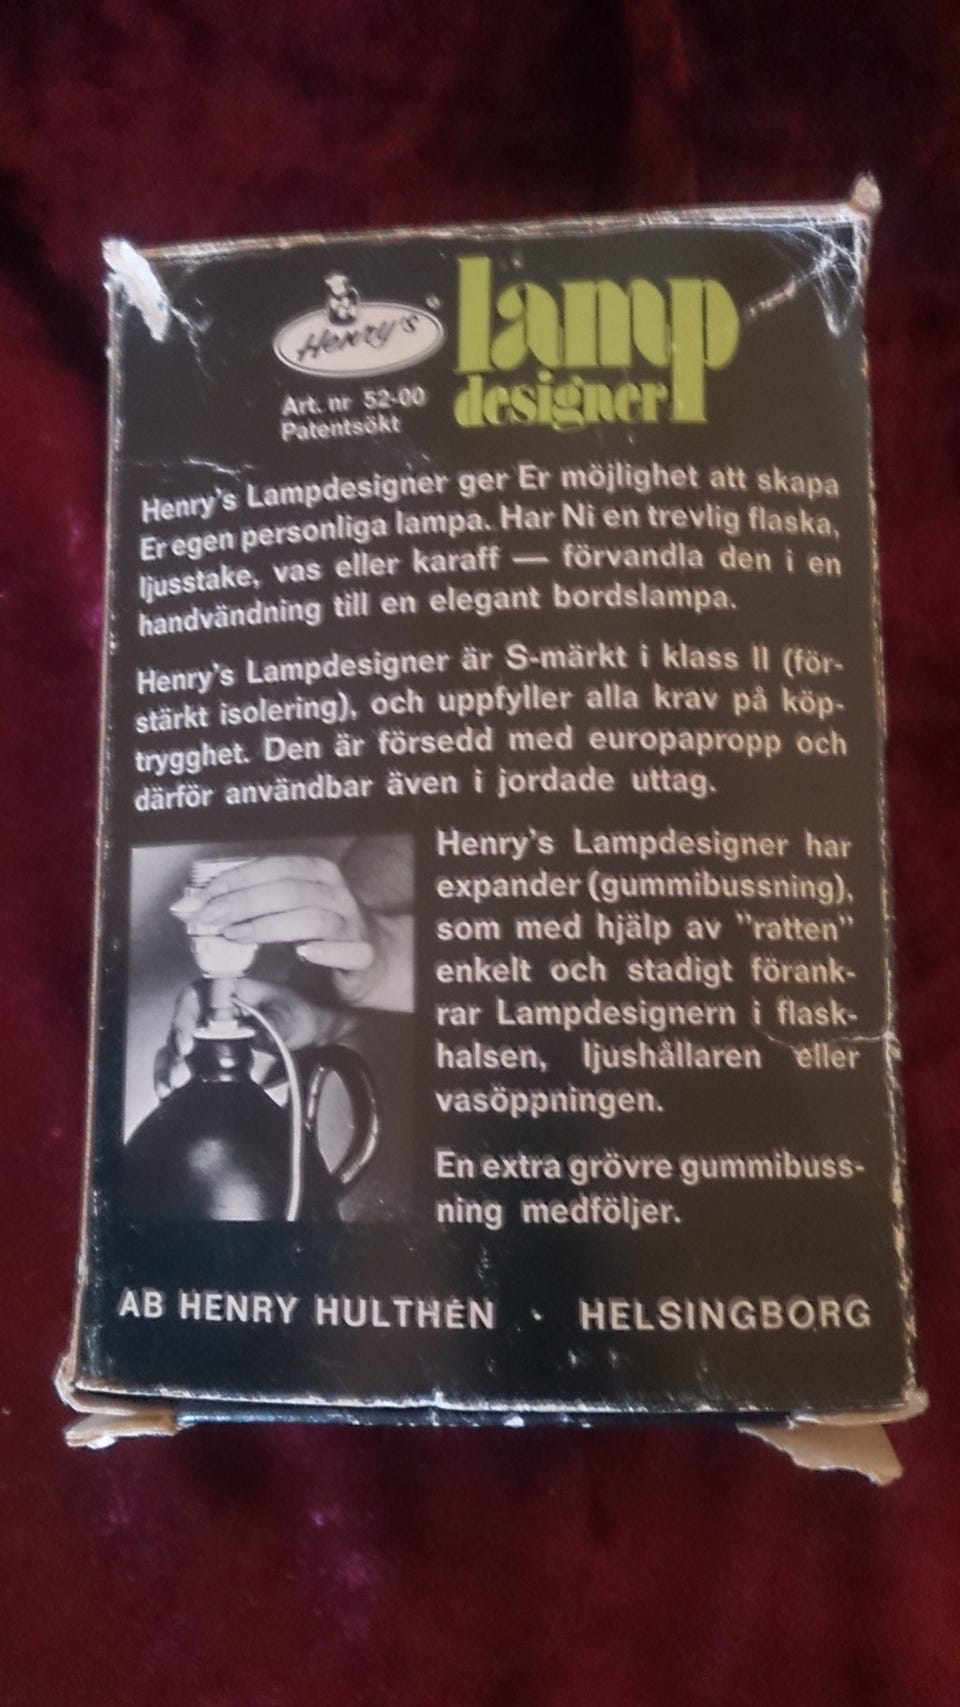 Henry's
lamp
designer
Art. nr 52-00
Patentsökt
Henry's Lampdesigner ger Er möjlighet att skapa
Er egen personliga lampa. Har Ni en trevlig flaska,
ljusstake, vas eller karaff — förvandla den i en
handvändning till en elegant bordslampa.
Henry's Lampdesigner är S-märkt i klass II (för-
stärkt isolering), och uppfyller alla krav på köp-
trygghet. Den är försedd med europapropp och
därför användbar även i jordade uttag.
Henry's Lampdesigner har
expander (gummibussning),
som med hjälp av "ratten"
enkelt och stadigt förank-
rar Lampdesignern i flask-
halsen, ljushållaren eller
vasöppningen.
En extra grövre gummibuss-
ning medföljer.
AB HENRY HULTHÉN · HELSINGBORG